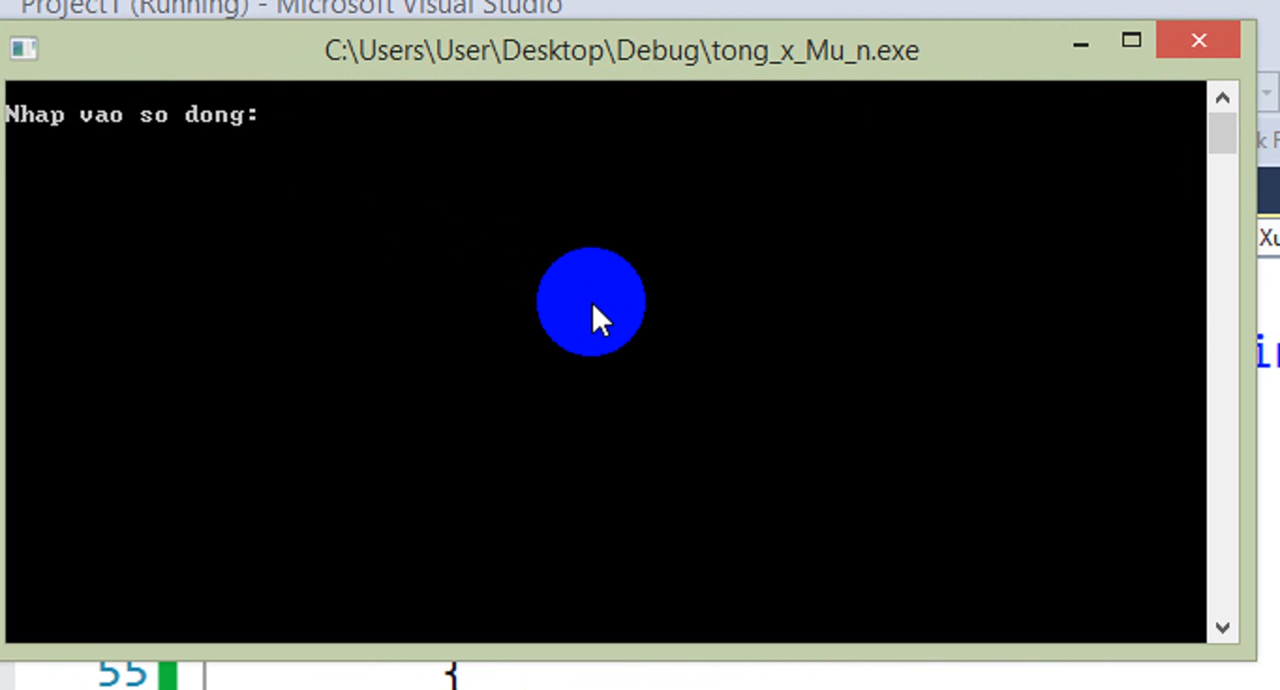 Project1 (Running) - Microsoft Visual Studio
C:\Users\User\Desktop\Debug\tong_x_Mu_n.exe
Nhap vao so dong:
55 {